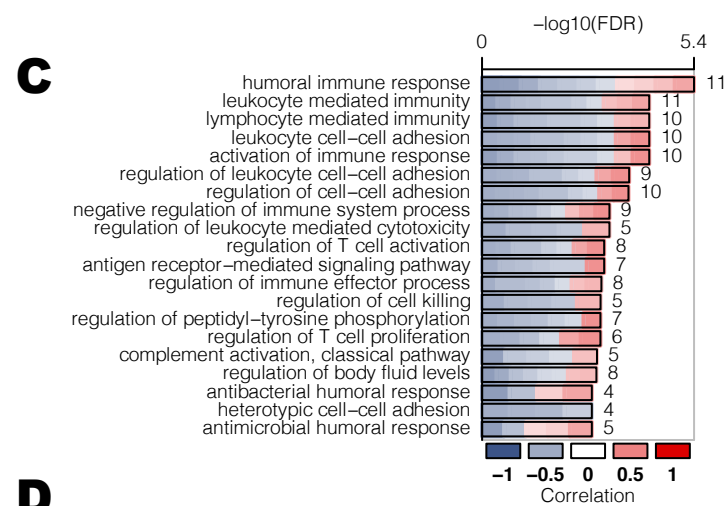 C
−log10(FDR)
0 5.4
humoral immune response 11
leukocyte mediated immunity 11
lymphocyte mediated immunity 10
leukocyte cell−cell adhesion 10
activation of immune response 10
regulation of leukocyte cell−cell adhesion 9
regulation of cell−cell adhesion 10
negative regulation of immune system process 9
regulation of leukocyte mediated cytotoxicity 5
regulation of T cell activation 8
antigen receptor−mediated signaling pathway 7
regulation of immune effector process 8
regulation of cell killing 5
regulation of peptidyl−tyrosine phosphorylation 7
regulation of T cell proliferation 6
complement activation, classical pathway 5
regulation of body fluid levels 8
antibacterial humoral response 4
heterotypic cell−cell adhesion 4
antimicrobial humoral response 5
−1 −0.5 0 0.5 1
Correlation
D